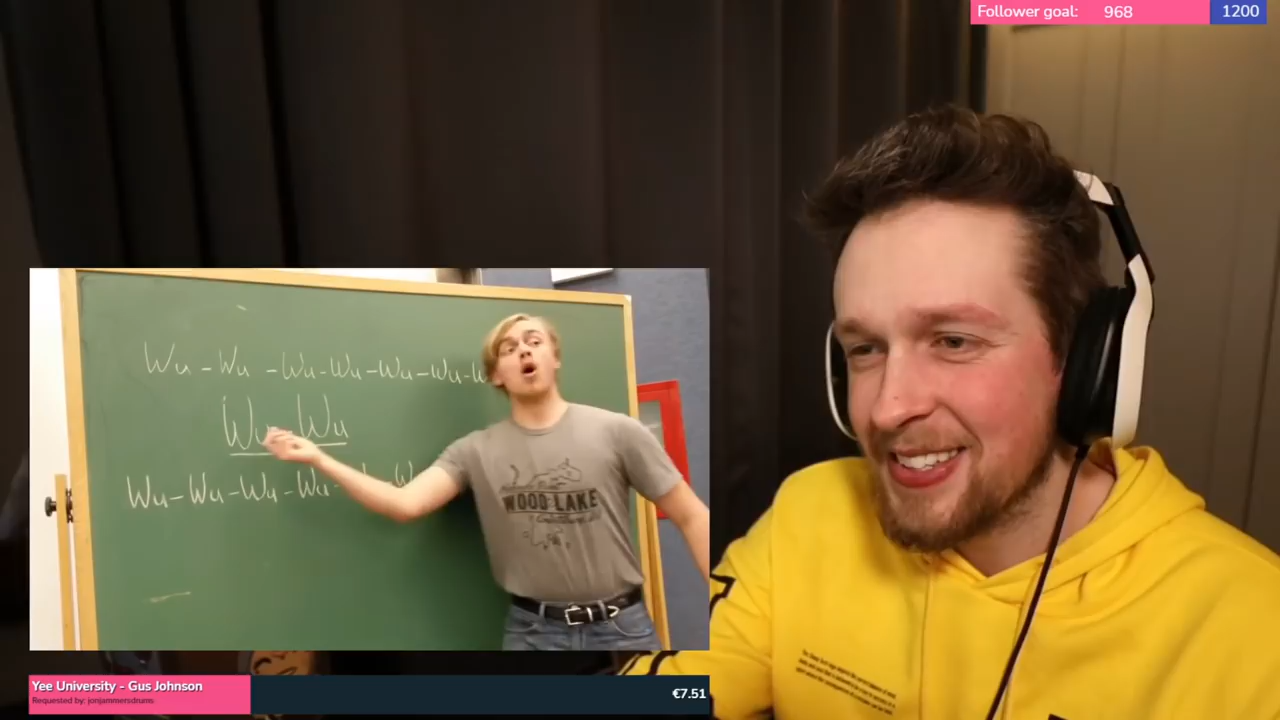 Follower goal: 968 1200
Wu-Wu-Wu-Wu-Wu-Wu-W
Wu-Wu
Wu-Wu-Wu-Wu-
WOOD LAKE
Yee University - Gus Johnson
€7.51
Requested by: jonjammersdrums